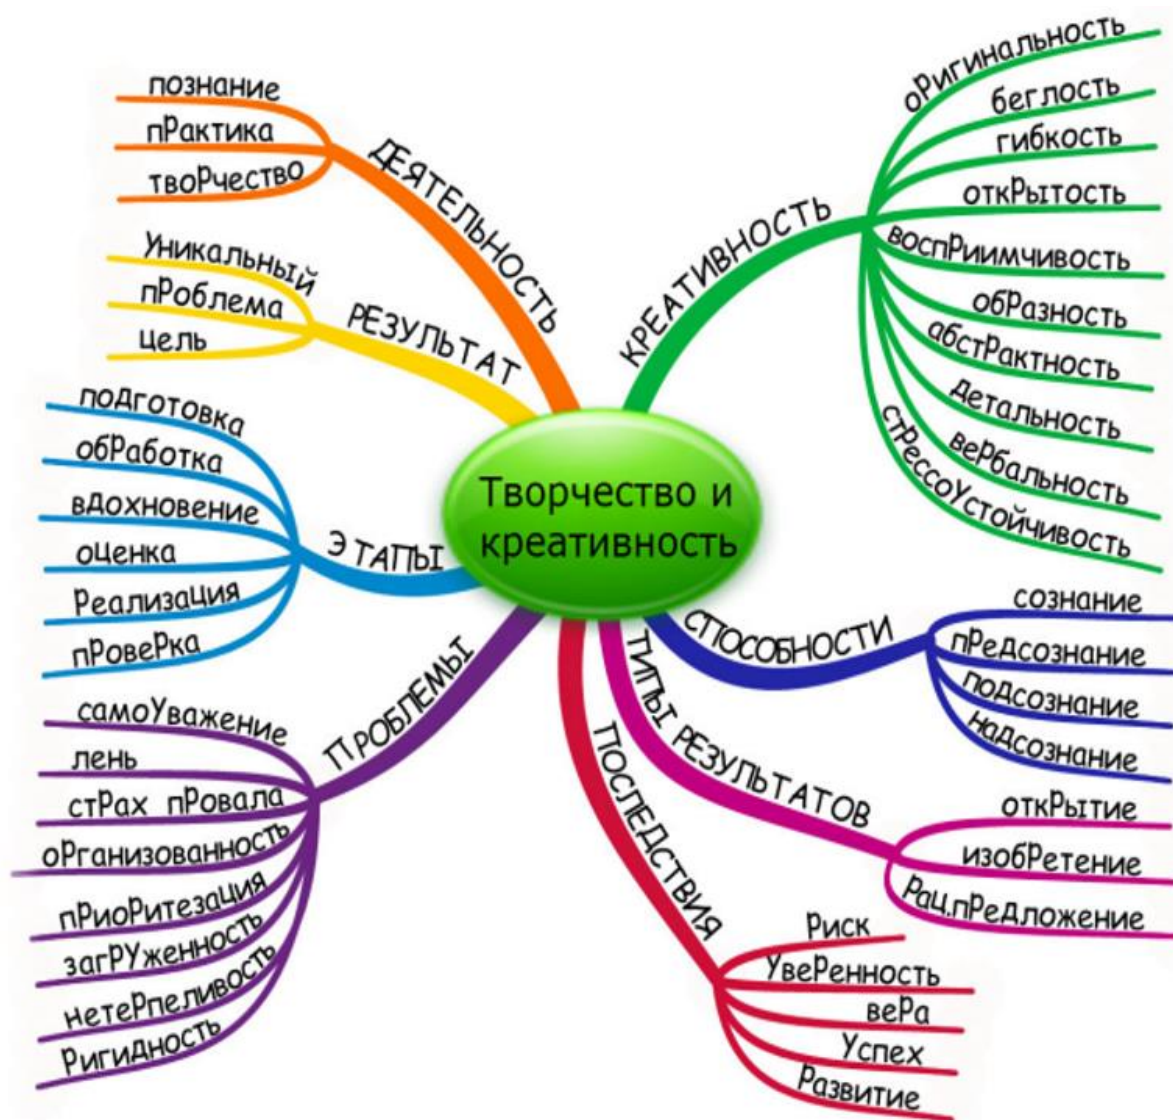 Творчество и
креативность
КРЕАТИВНОСТЬ
оРигинальность
беглость
гибкость
откРытость
воспРиимчивость
обРазность
абстРактность
детальность
веРбальность
стРессоУстойчивость
СПОСОБНОСТИ
сознание
пРедсознание
подсознание
надсознание
ТИПЫ РЕЗУЛЬТАТОВ
откРытие
изобРетение
Рац.пРедложение
ПОСЛЕДСТВИЯ
Риск
УвеРенность
веРа
Успех
Развитие
ПРОБЛЕМЫ
самоУважение
лень
стРах пРовала
оРганизованность
пРиоРитезация
загРУженность
нетеРпеливость
Ригидность
ЭТАПЫ
подготовка
обРаботка
вдохновение
оценка
Реализация
пРовеРка
РЕЗУЛЬТАТ
Уникальный
пРоблема
цель
ДЕЯТЕЛЬНОСТЬ
познание
пРактика
твоРчество